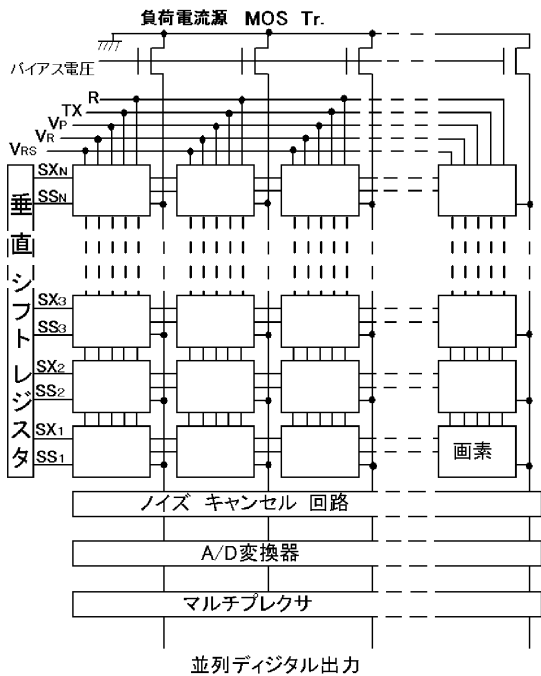 負荷電流源 MOS Tr.
バイアス電圧
R
TX
VP
VR
VRS
垂直シフトレジスタ
SXN
SSN
SX3
SS3
SX2
SS2
SX1
SS1
画素
ノイズ キャンセル 回路
A/D変換器
マルチプレクサ
並列ディジタル出力